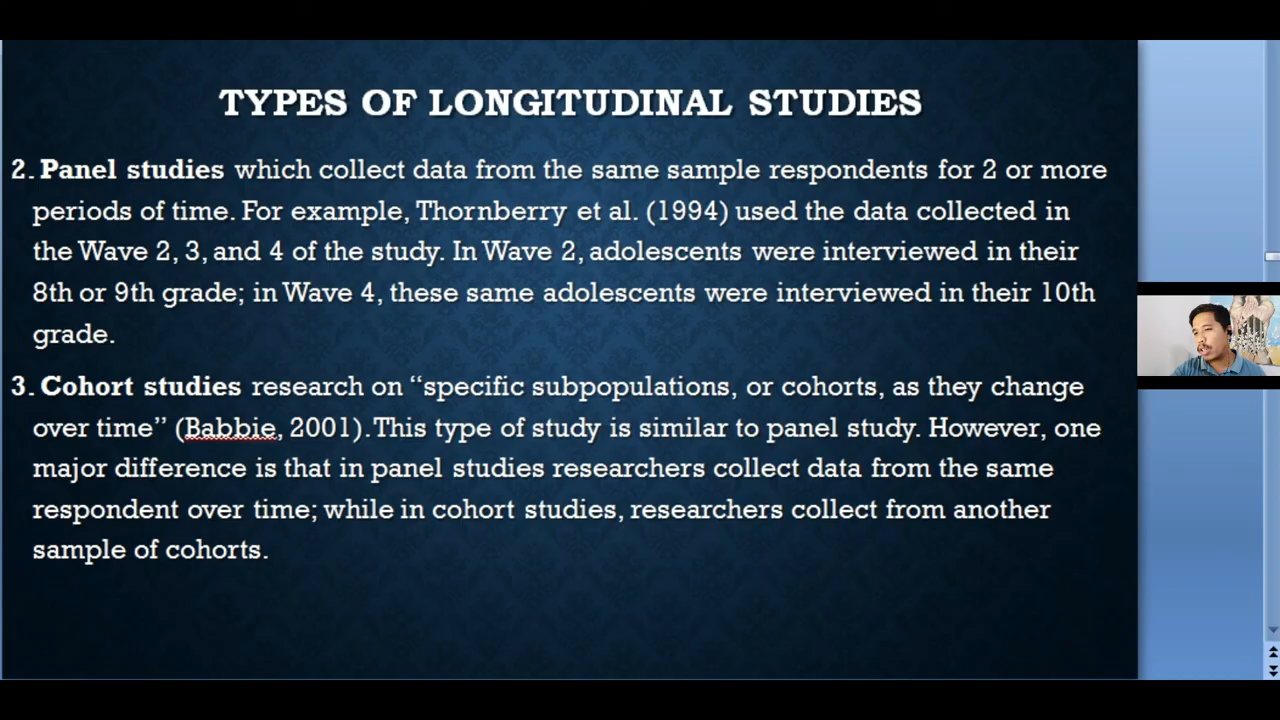 TYPES OF LONGITUDINAL STUDIES
2. Panel studies which collect data from the same sample respondents for 2 or more
periods of time. For example, Thornberry et al. (1994) used the data collected in
the Wave 2, 3, and 4 of the study. In Wave 2, adolescents were interviewed in their
8th or 9th grade; in Wave 4, these same adolescents were interviewed in their 10th
grade.
3. Cohort studies research on “specific subpopulations, or cohorts, as they change
over time” (Babbie, 2001). This type of study is similar to panel study. However, one
major difference is that in panel studies researchers collect data from the same
respondent over time; while in cohort studies, researchers collect from another
sample of cohorts.